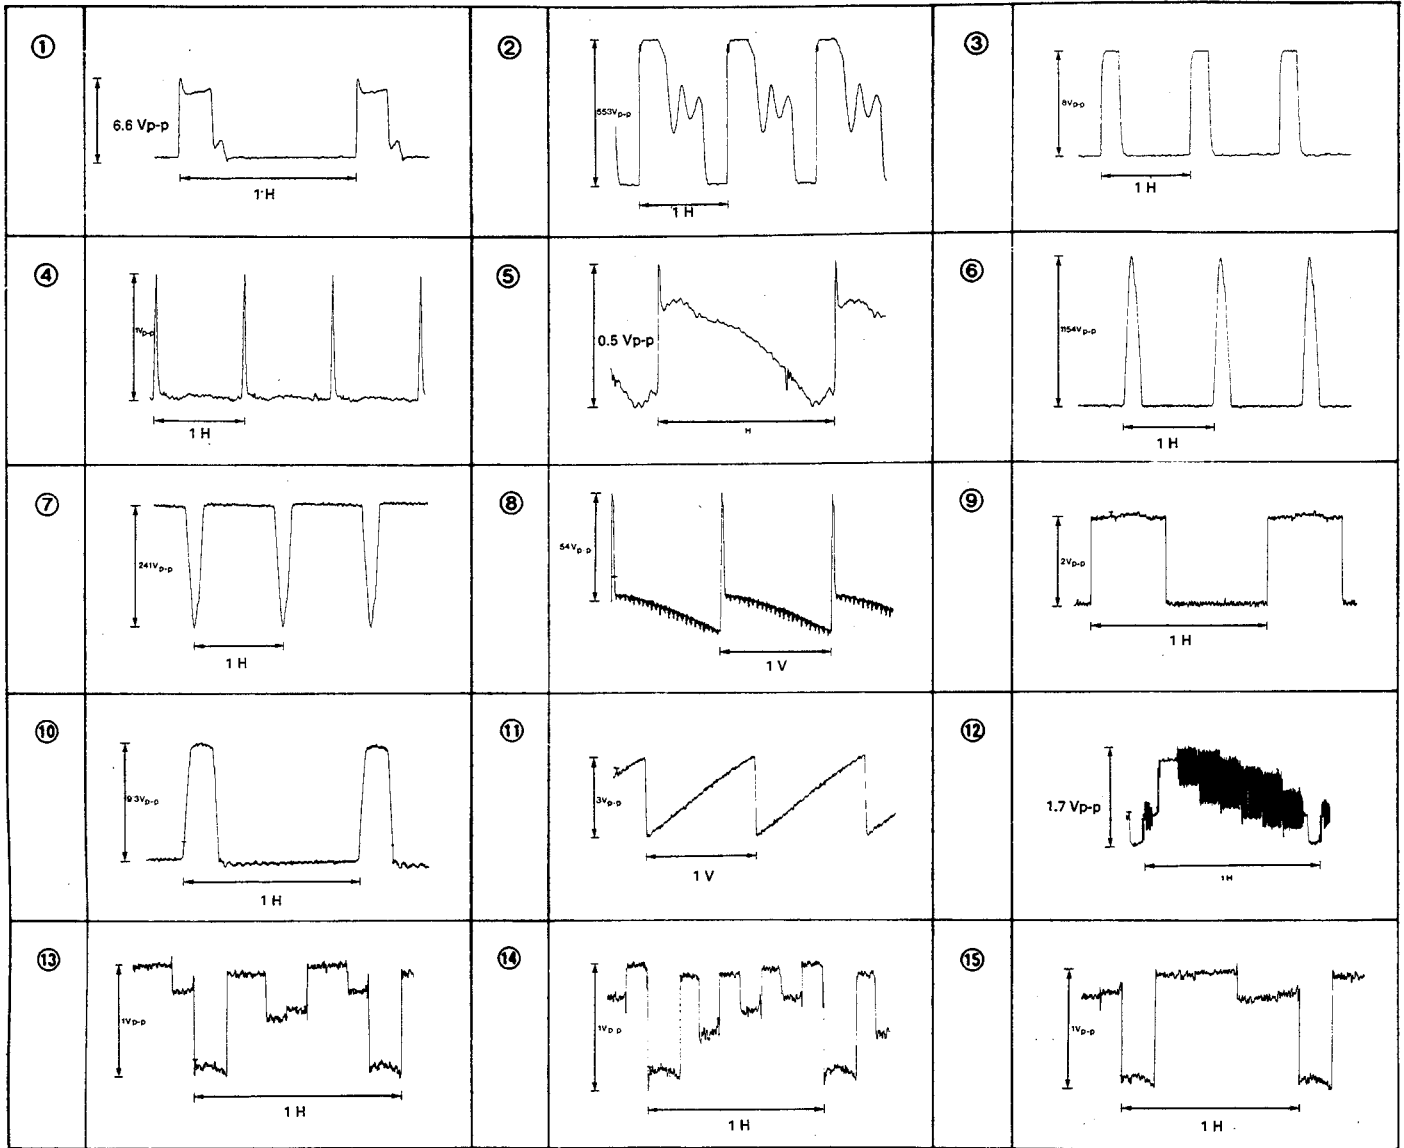 ①
6.6 Vp-p
1 H
②
553Vp-p
1 H
③
8Vp-p
1 H
④
1Vp-p
1 H
⑤
0.5 Vp-p
H
⑥
1154Vp-p
1 H
⑦
241Vp-p
1 H
⑧
54Vp-p
1 V
⑨
2Vp-p
1 H
⑩
93Vp-p
1 H
⑪
3Vp-p
1 V
⑫
1.7 Vp-p
1H
⑬
1Vp-p
1 H
⑭
1Vp-p
1 H
⑮
1Vp-p
1 H